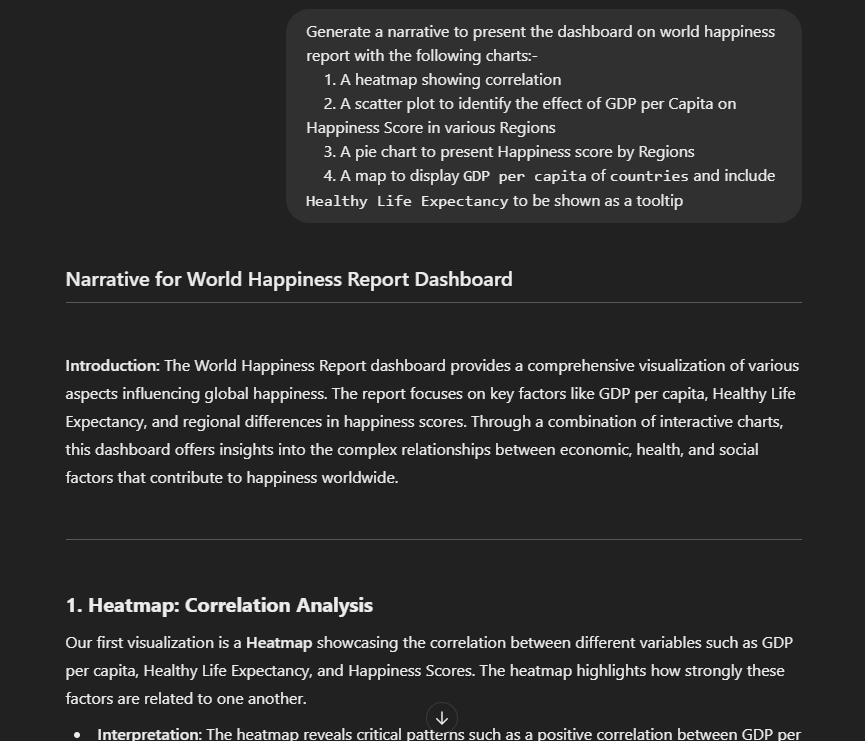 Generate a narrative to present the dashboard on world happiness
report with the following charts:-
1. A heatmap showing correlation
2. A scatter plot to identify the effect of GDP per Capita on
Happiness Score in various Regions
3. A pie chart to present Happiness score by Regions
4. A map to display GDP per capita of countries and include
Healthy Life Expectancy to be shown as a tooltip
Narrative for World Happiness Report Dashboard
Introduction: The World Happiness Report dashboard provides a comprehensive visualization of various
aspects influencing global happiness. The report focuses on key factors like GDP per capita, Healthy Life
Expectancy, and regional differences in happiness scores. Through a combination of interactive charts,
this dashboard offers insights into the complex relationships between economic, health, and social
factors that contribute to happiness worldwide.
1. Heatmap: Correlation Analysis
Our first visualization is a Heatmap showcasing the correlation between different variables such as GDP
per capita, Healthy Life Expectancy, and Happiness Scores. The heatmap highlights how strongly these
factors are related to one another.
• Interpretation: The heatmap reveals critical patterns such as a positive correlation between GDP per